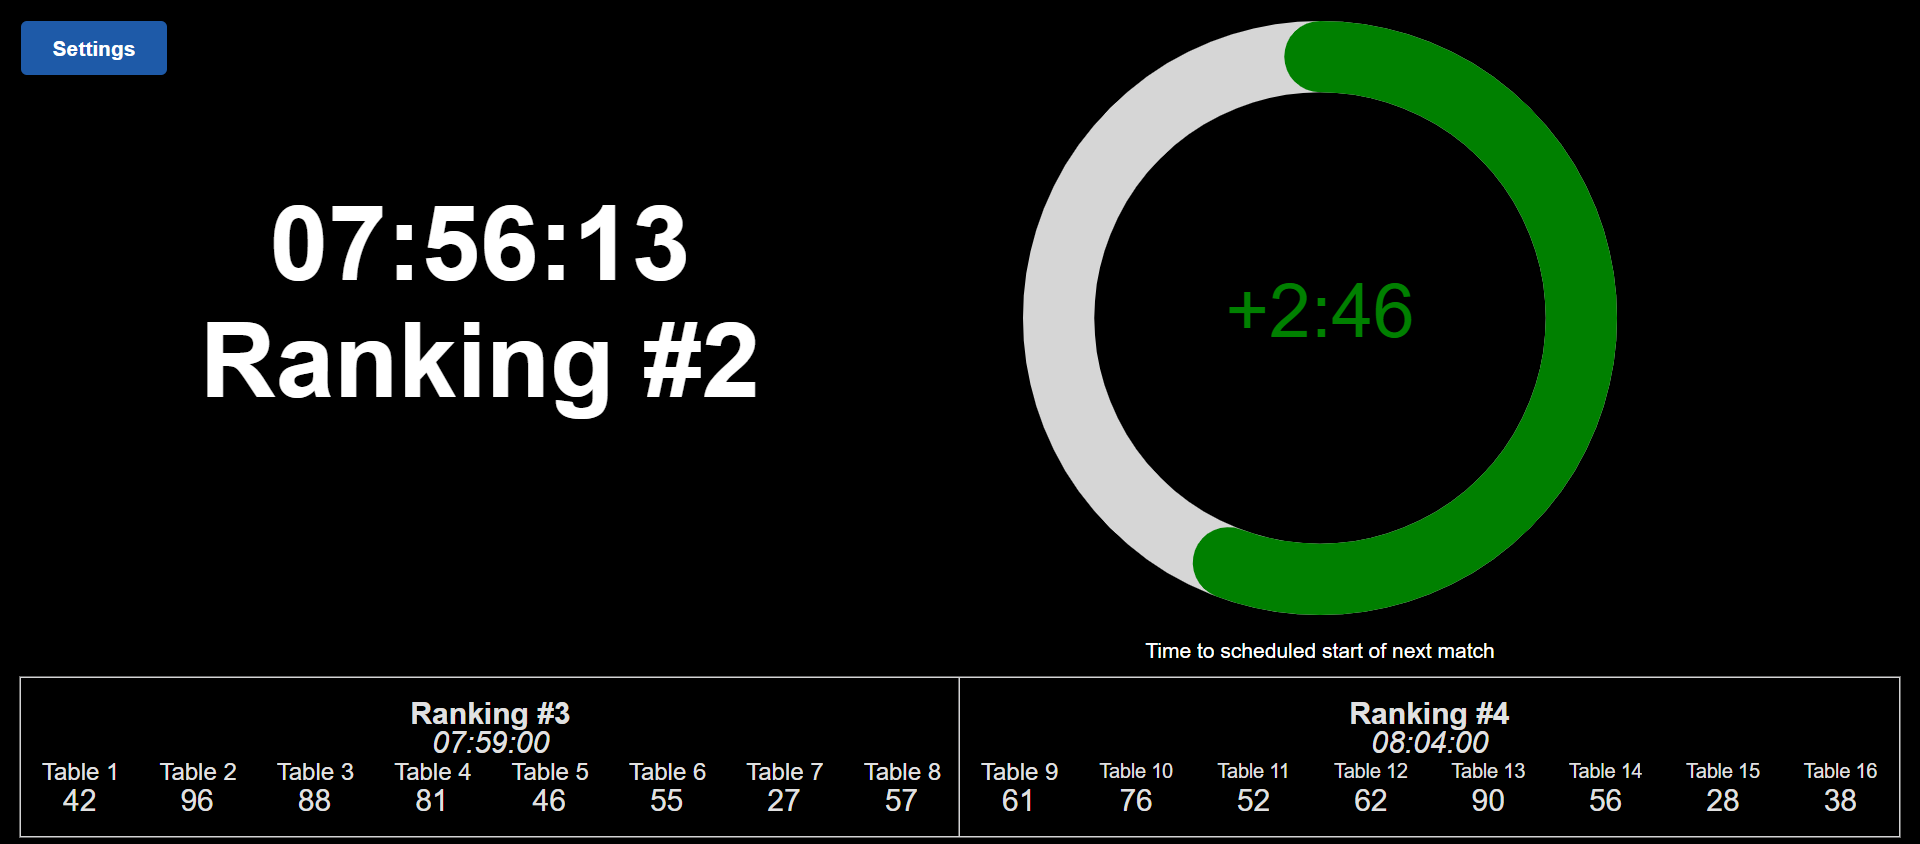 Settings
07:56:13
Ranking #2
+2:46
Time to scheduled start of next match
Ranking #3
07:59:00
Table 1 Table 2 Table 3 Table 4 Table 5 Table 6 Table 7 Table 8
42 96 88 81 46 55 27 57
Ranking #4
08:04:00
Table 9 Table 10 Table 11 Table 12 Table 13 Table 14 Table 15 Table 16
61 76 52 62 90 56 28 38